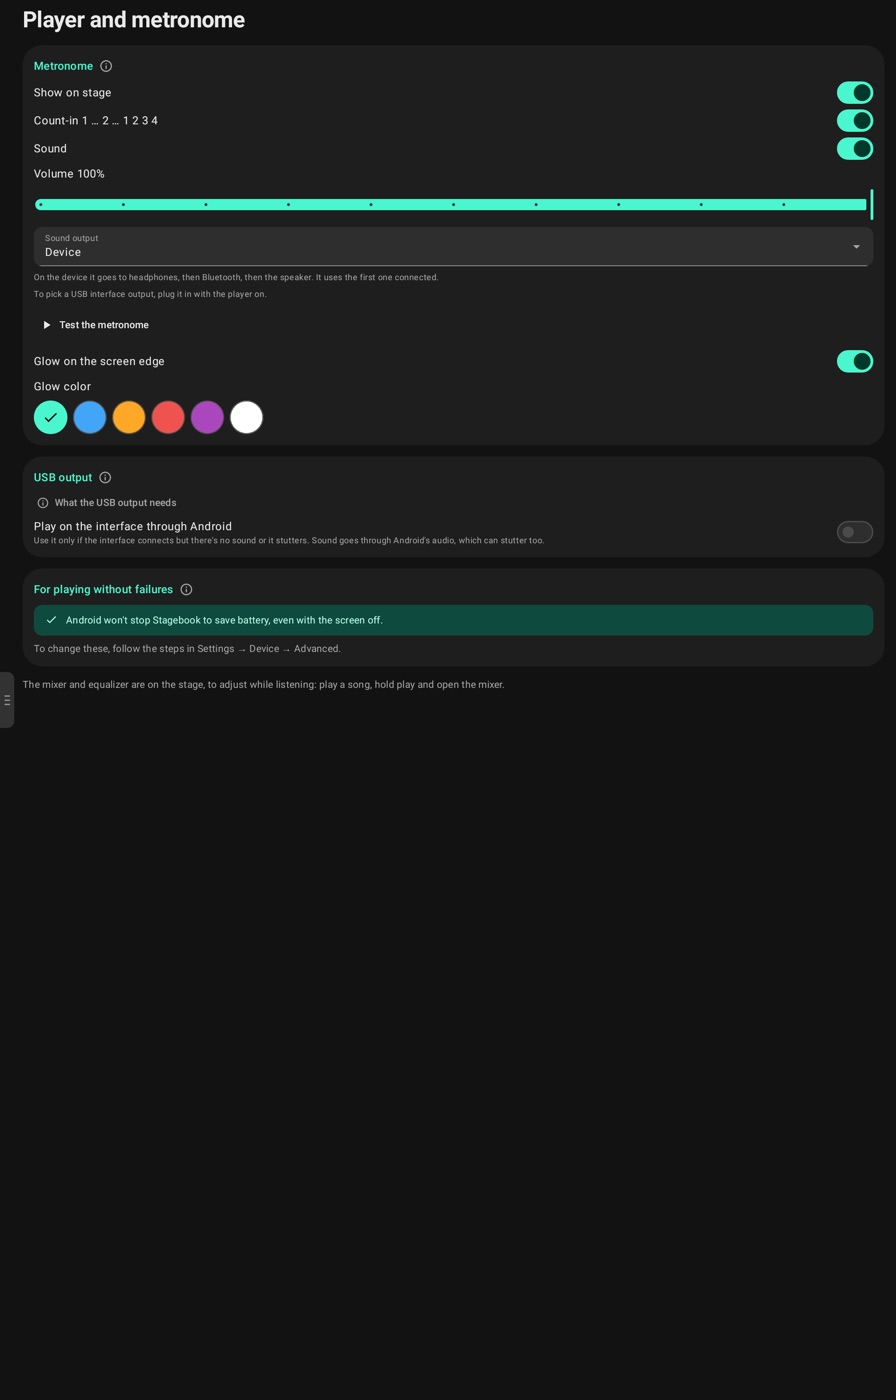 Player and metronome
Metronome
Show on stage
Count-in 1 … 2 … 1 2 3 4
Sound
Volume 100%
Sound output
Device
On the device it goes to headphones, then Bluetooth, then the speaker. It uses the first one connected.
To pick a USB interface output, plug it in with the player on.
Test the metronome
Glow on the screen edge
Glow color
USB output
What the USB output needs
Play on the interface through Android
Use it only if the interface connects but there's no sound or it stutters. Sound goes through Android's audio, which can stutter too.
For playing without failures
Android won't stop Stagebook to save battery, even with the screen off.
To change these, follow the steps in Settings → Device → Advanced.
The mixer and equalizer are on the stage, to adjust while listening: play a song, hold play and open the mixer.